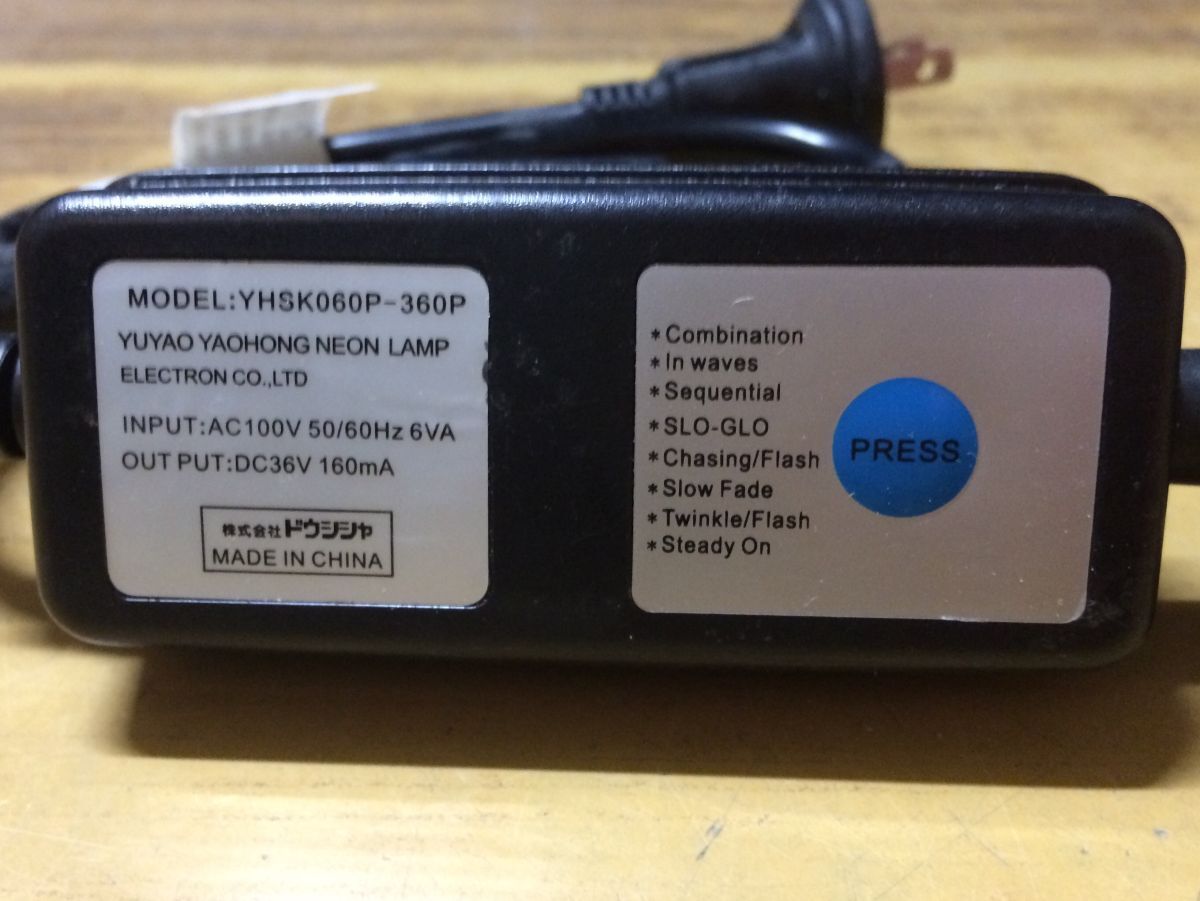 MODEL:YHSK060P-360P
YUYAO YAOHONG NEON LAMP
ELECTRON CO.,LTD
INPUT:AC100V 50/60Hz 6VA
OUT PUT:DC36V 160mA
株式会社ドウシシャ
MADE IN CHINA
*Combination
*In waves
*Sequential
*SLO-GLO
*Chasing/Flash
*Slow Fade
*Twinkle/Flash
*Steady On
PRESS